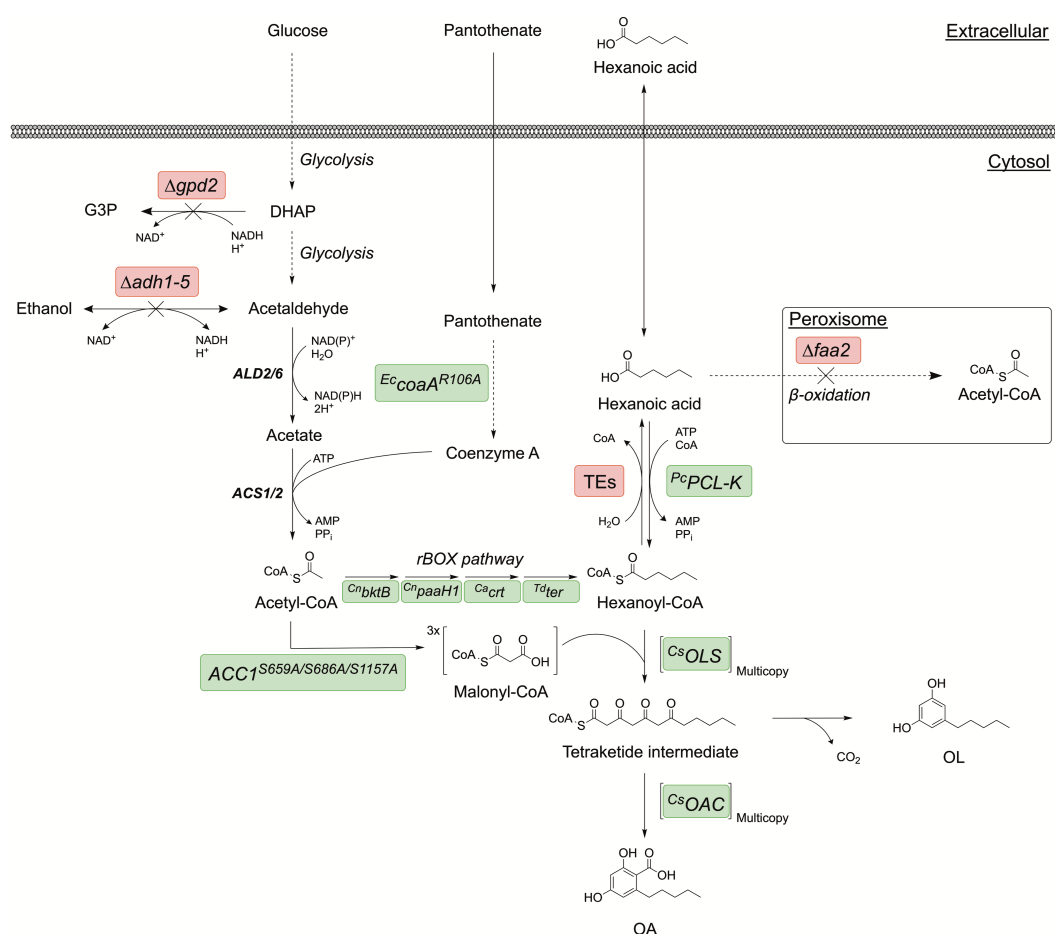 Glucose
Pantothenate
O
HO
Hexanoic acid
Extracellular
Cytosol
Glycolysis
Δgpd2
G3P
DHAP
NAD⁺
NADH
H⁺
Glycolysis
Δadh1-5
Ethanol
Acetaldehyde
NAD⁺
NADH
H⁺
Pantothenate
Peroxisome
Δfaa2
NAD(P)⁺
H₂O
ALD2/6
NAD(P)H
2H⁺
ᴱᶜcoaAᴿ¹⁰⁶ᴬ
O
HO
Hexanoic acid
β-oxidation
O
CoA
S
Acetyl-CoA
Acetate
Coenzyme A
ATP
ACS1/2
AMP
PPᵢ
CoA
ATP
CoA
TEs
ᴾᶜPCL-K
H₂O
AMP
PPᵢ
O
CoA
S
Acetyl-CoA
rBOX pathway
ᶜⁿbktB
ᶜⁿpaaH1
ᶜᵃcrt
ᵀᵈter
O
CoA
S
Hexanoyl-CoA
ACC1ˢ⁶⁵⁹ᴬ/ˢ⁶⁸⁶ᴬ/ˢ¹¹⁵⁷ᴬ
3x
O O
CoA
S
OH
Malonyl-CoA
ᶜˢOLS
Multicopy
O O O O
CoA
S
Tetraketide intermediate
CO₂
OH
HO
OL
ᶜˢOAC
Multicopy
OH O
OH
HO
OA